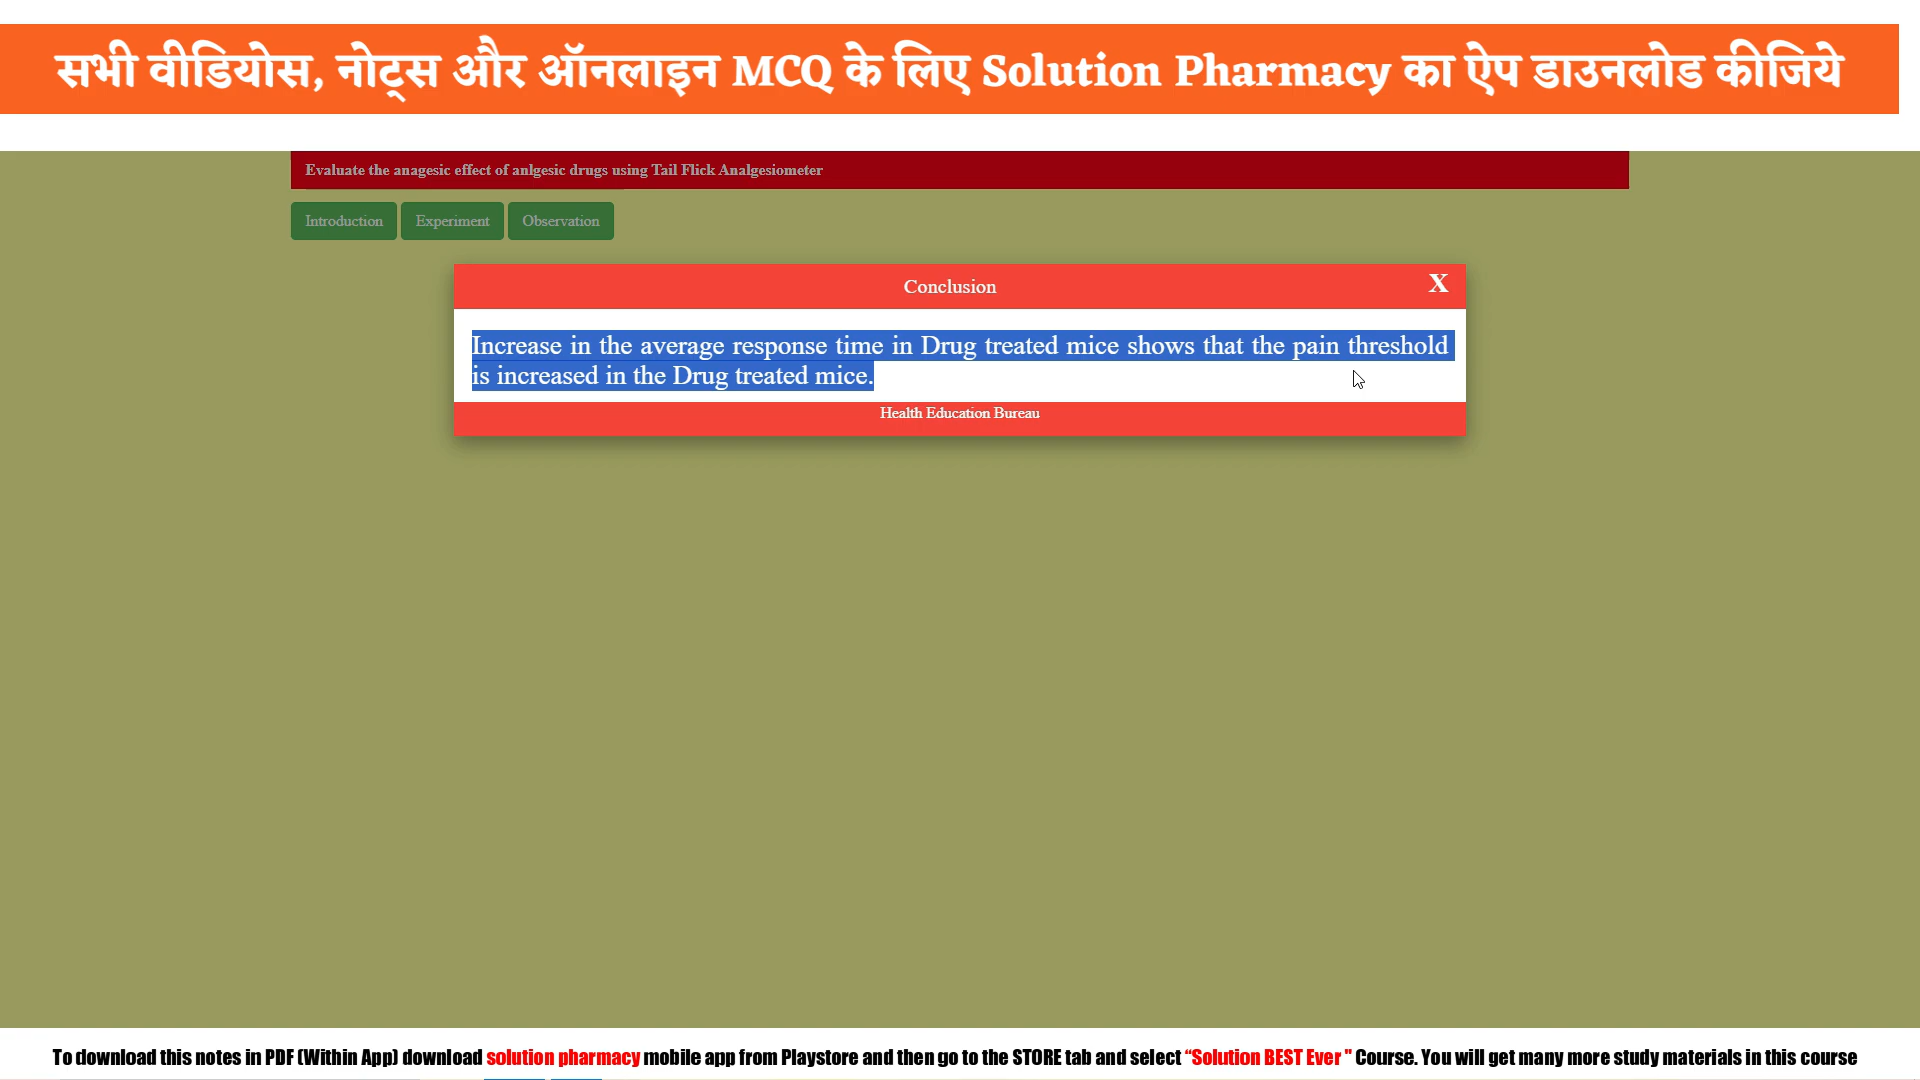 सभी वीडियोस, नोट्स और ऑनलाइन MCQ के लिए Solution Pharmacy का ऐप डाउनलोड कीजिये
Evaluate the anagesic effect of anlgesic drugs using Tail Flick Analgesiometer
Introduction Experiment Observation
Conclusion X
Increase in the average response time in Drug treated mice shows that the pain threshold
is increased in the Drug treated mice.
Health Education Bureau
To download this notes in PDF (Within App) download solution pharmacy mobile app from Playstore and then go to the STORE tab and select “Solution BEST Ever " Course. You will get many more study materials in this course